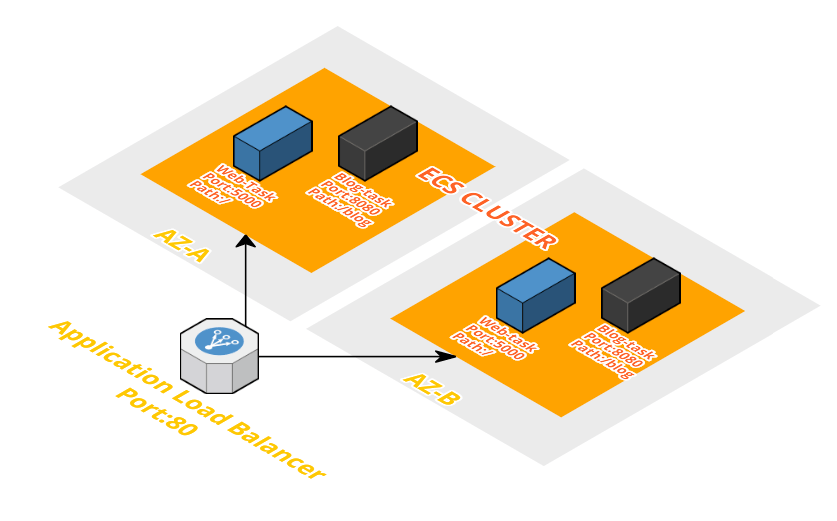 Web-Task
Port:5000
Path:/
Blog-task
Port:8080
Path:/blog
ECS CLUSTER
AZ-A
Web-task
Port:5000
Path:/
Blog-task
Port:8080
Path:/blog
AZ-B
Application Load Balancer
Port:80